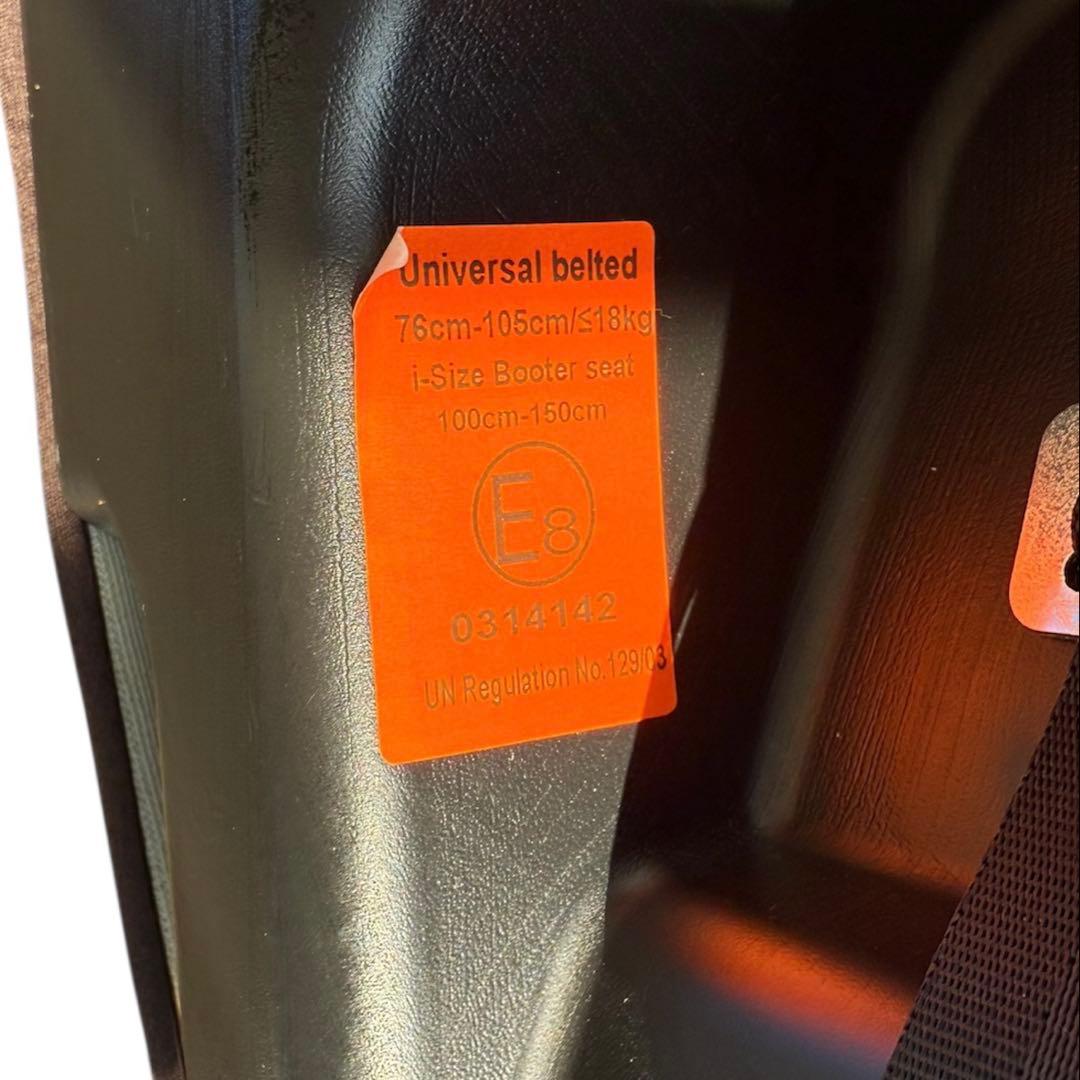 Universal belted
76cm-105cm/≤18kg
i-Size Booter seat
100cm-150cm
E8
0314142
UN Regulation No.129/03